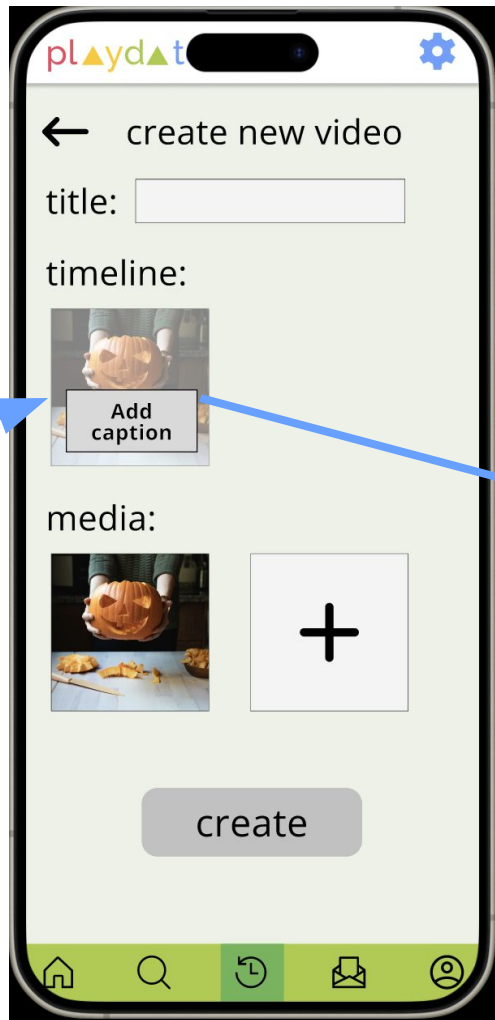 playdat
create new video
title:
timeline:
Add
caption
media:
create